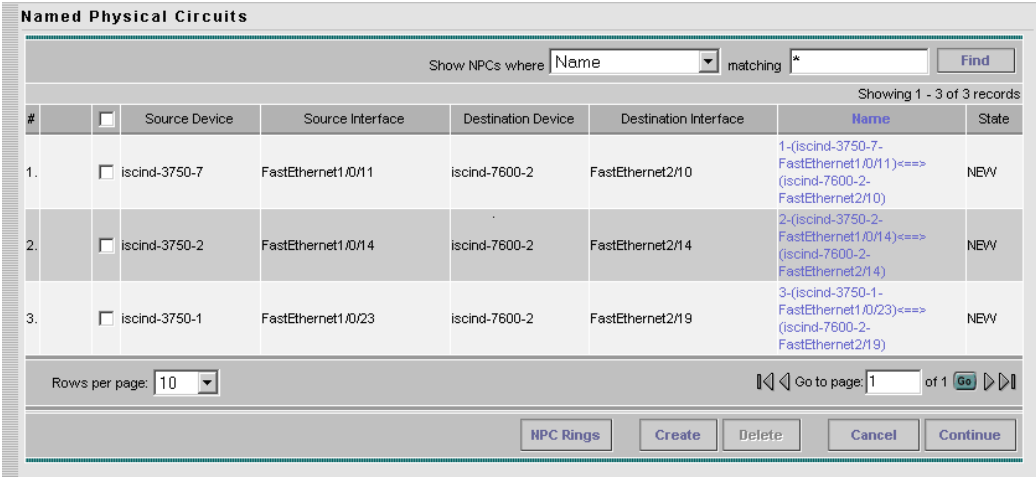 Named Physical Circuits
Show NPCs where Name matching * Find
Showing 1 - 3 of 3 records
# Source Device Source Interface Destination Device Destination Interface Name State
1. iscind-3750-7 FastEthernet1/0/11 iscind-7600-2 FastEthernet2/10 1-(iscind-3750-7-
FastEthernet1/0/11)<==>
(iscind-7600-2-
FastEthernet2/10) NEW
2. iscind-3750-2 FastEthernet1/0/14 iscind-7600-2 FastEthernet2/14 2-(iscind-3750-2-
FastEthernet1/0/14)<==>
(iscind-7600-2-
FastEthernet2/14) NEW
3. iscind-3750-1 FastEthernet1/0/23 iscind-7600-2 FastEthernet2/19 3-(iscind-3750-1-
FastEthernet1/0/23)<==>
(iscind-7600-2-
FastEthernet2/19) NEW
Rows per page: 10 Go to page: 1 of 1 Go
NPC Rings Create Delete Cancel Continue